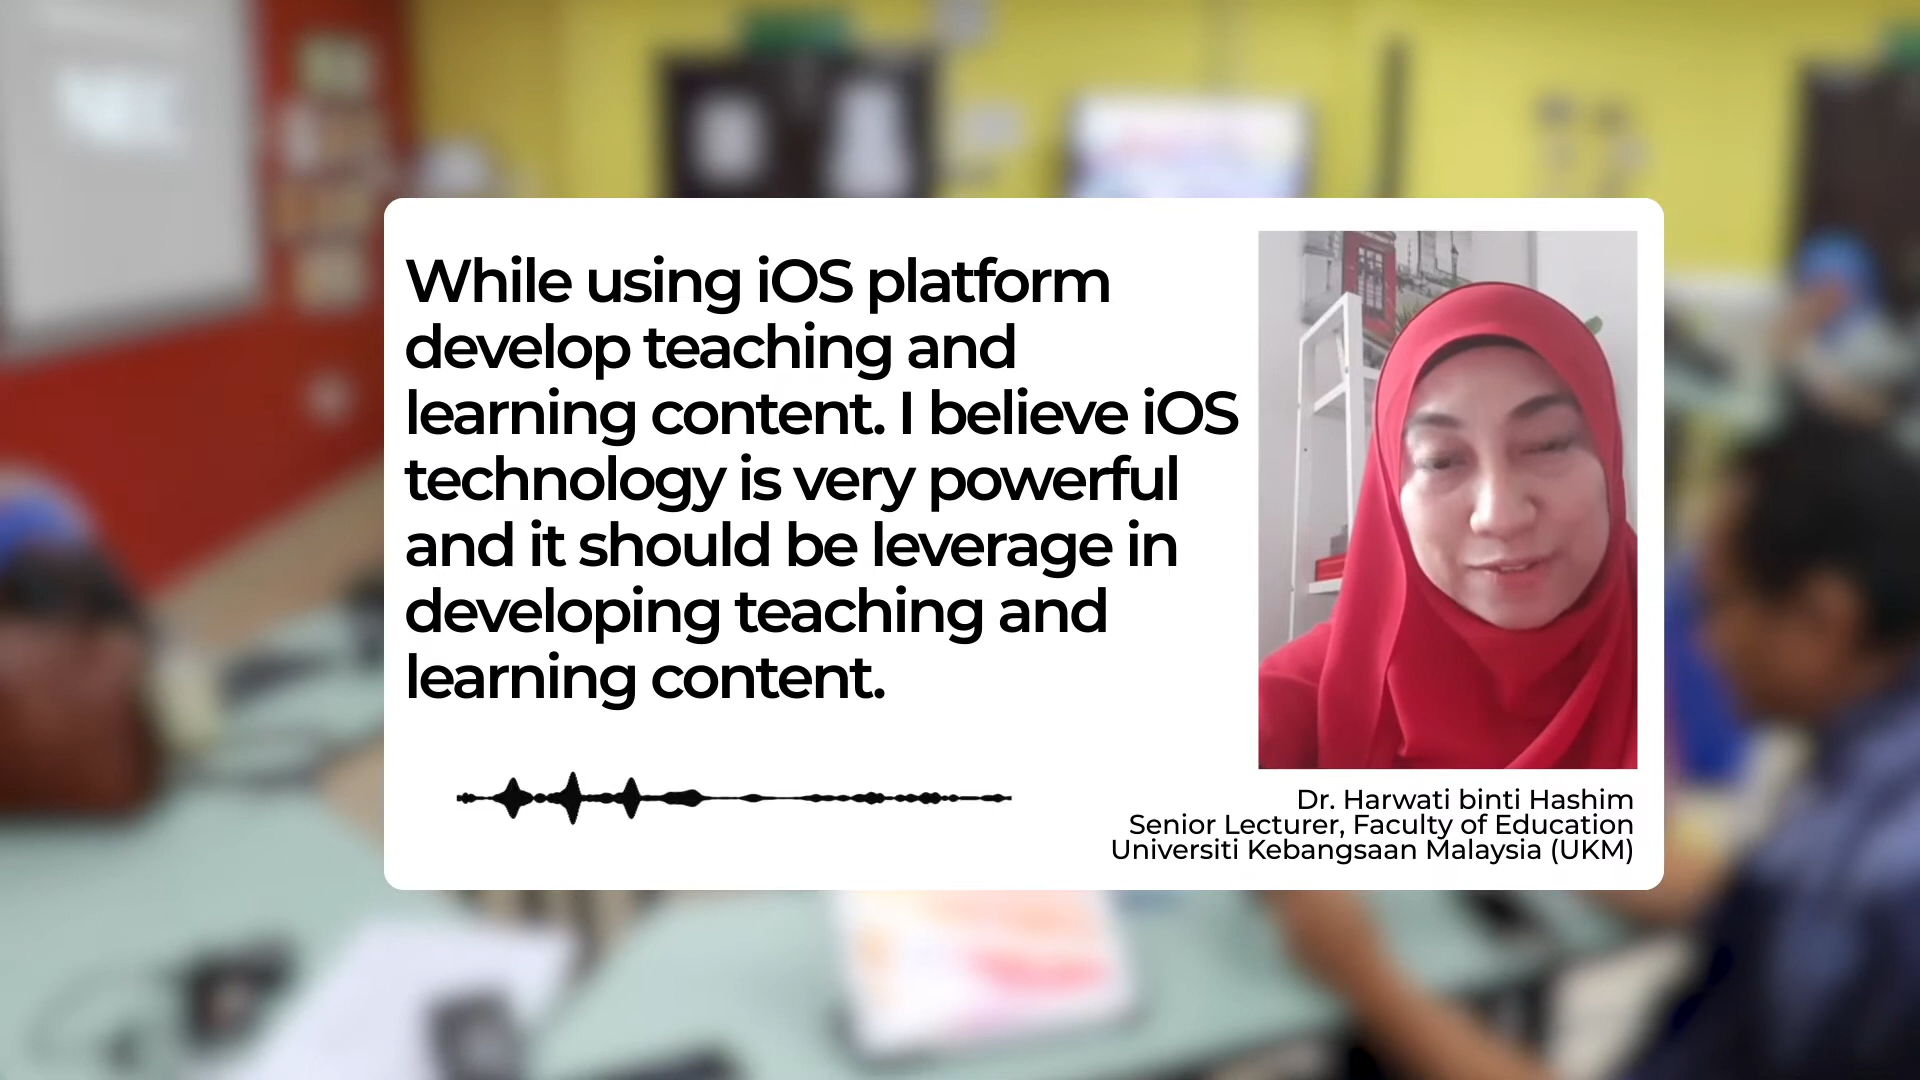 While using iOS platform
develop teaching and
learning content. I believe iOS
technology is very powerful
and it should be leverage in
developing teaching and
learning content.
Dr. Harwati binti Hashim
Senior Lecturer, Faculty of Education
Universiti Kebangsaan Malaysia (UKM)